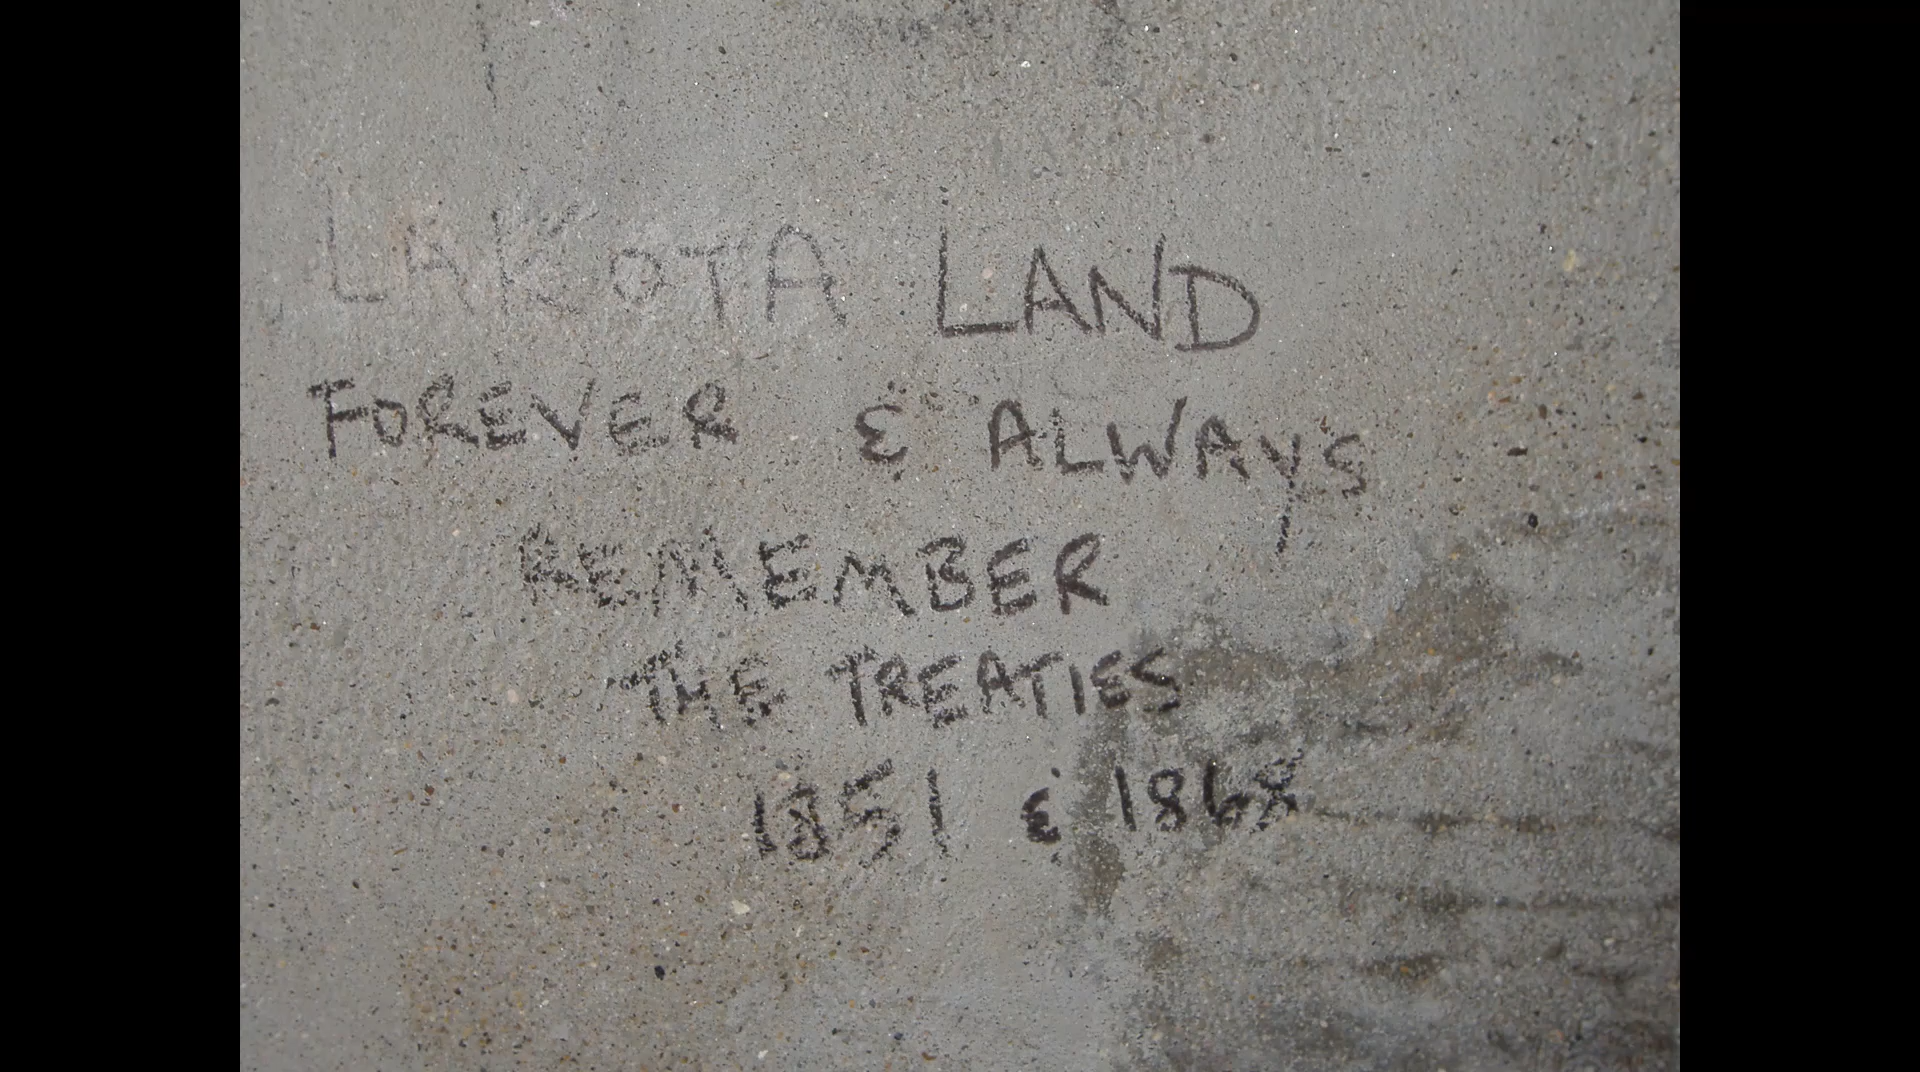 LAKOTA LAND
FOREVER & ALWAYS
REMEMBER
THE TREATIES
1851 & 1868